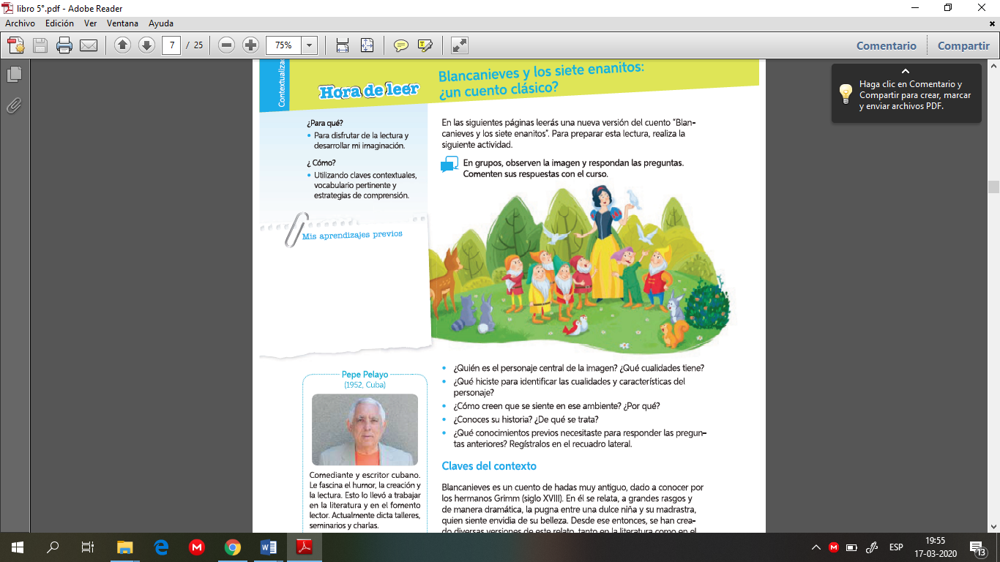 libro 5°.pdf - Adobe Reader
Archivo Edición Ver Ventana Ayuda
7 / 25 75% Comentario Compartir
Haga clic en Comentario y
Compartir para crear, marcar
y enviar archivos PDF.
Hora de leer
Blancanieves y los siete enanitos:
¿un cuento clásico?
¿Para qué?
• Para disfrutar de la lectura y
desarrollar mi imaginación.
¿Cómo?
• Utilizando claves contextuales,
vocabulario pertinente y
estrategias de comprensión.
Mis aprendizajes previos
En las siguientes páginas leerás una nueva versión del cuento “Blan-
canieves y los siete enanitos”. Para preparar esta lectura, realiza la
siguiente actividad.
En grupos, observen la imagen y respondan las preguntas.
Comenten sus respuestas con el curso.
• ¿Quién es el personaje central de la imagen? ¿Qué cualidades tiene?
• ¿Qué hiciste para identificar las cualidades y características del
personaje?
• ¿Cómo creen que se siente en ese ambiente? ¿Por qué?
• ¿Conoces su historia? ¿De qué se trata?
• ¿Qué conocimientos previos necesitaste para responder las pregun-
tas anteriores? Regístralos en el recuadro lateral.
Pepe Pelayo
(1952, Cuba)
Comediante y escritor cubano.
Le fascina el humor, la creación y
la lectura. Esto lo llevó a trabajar
en la literatura y en el fomento
lector. Actualmente dicta talleres,
seminarios y charlas.
Claves del contexto
Blancanieves es un cuento de hadas muy antiguo, dado a conocer por
los hermanos Grimm (siglo XVIII). En él se relata, a grandes rasgos y
de manera dramática, la pugna entre una dulce niña y su madrastra,
quien siente envidia de su belleza. Desde ese entonces, se han crea-
do diversas versiones de este relato, tanto en la literatura como en el
ESP
19:55
17-03-2020
13